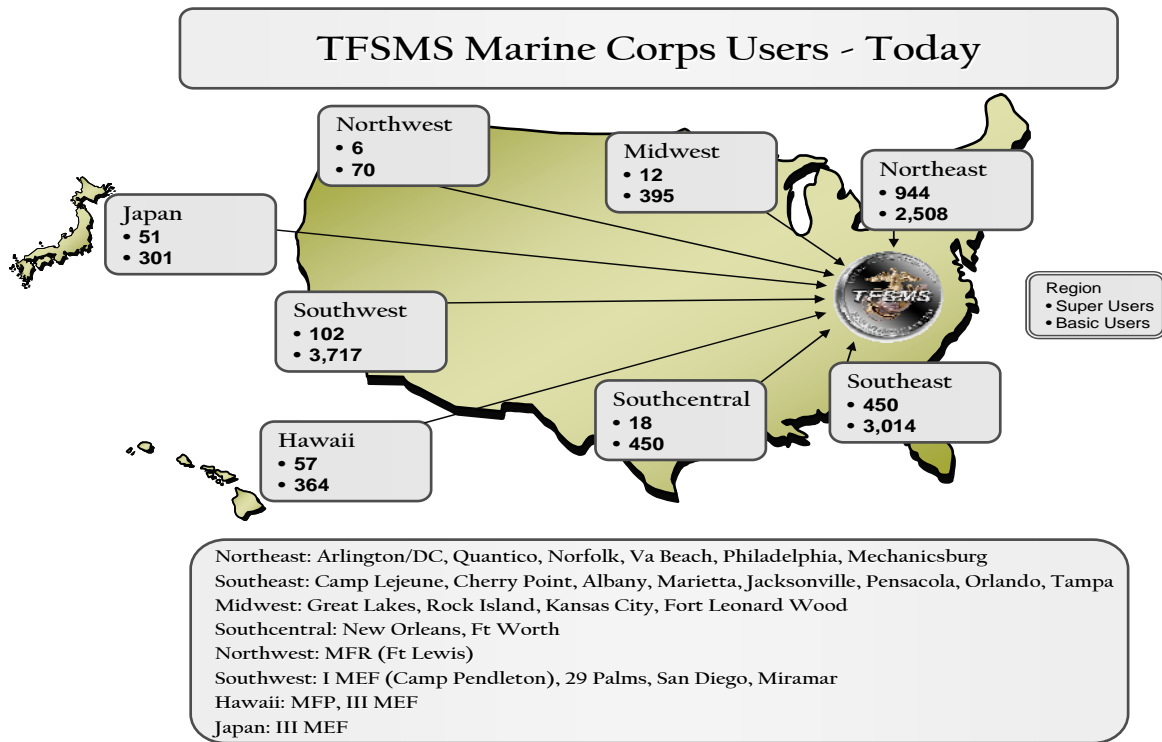 TFSMS Marine Corps Users - Today
Northwest
• 6
• 70
Midwest
• 12
• 395
Northeast
• 944
• 2,508
Japan
• 51
• 301
TFSMS
Region
• Super Users
• Basic Users
Southwest
• 102
• 3,717
Southcentral
• 18
• 450
Southeast
• 450
• 3,014
Hawaii
• 57
• 364
Northeast: Arlington/DC, Quantico, Norfolk, Va Beach, Philadelphia, Mechanicsburg
Southeast: Camp Lejeune, Cherry Point, Albany, Marietta, Jacksonville, Pensacola, Orlando, Tampa
Midwest: Great Lakes, Rock Island, Kansas City, Fort Leonard Wood
Southcentral: New Orleans, Ft Worth
Northwest: MFR (Ft Lewis)
Southwest: I MEF (Camp Pendleton), 29 Palms, San Diego, Miramar
Hawaii: MFP, III MEF
Japan: III MEF